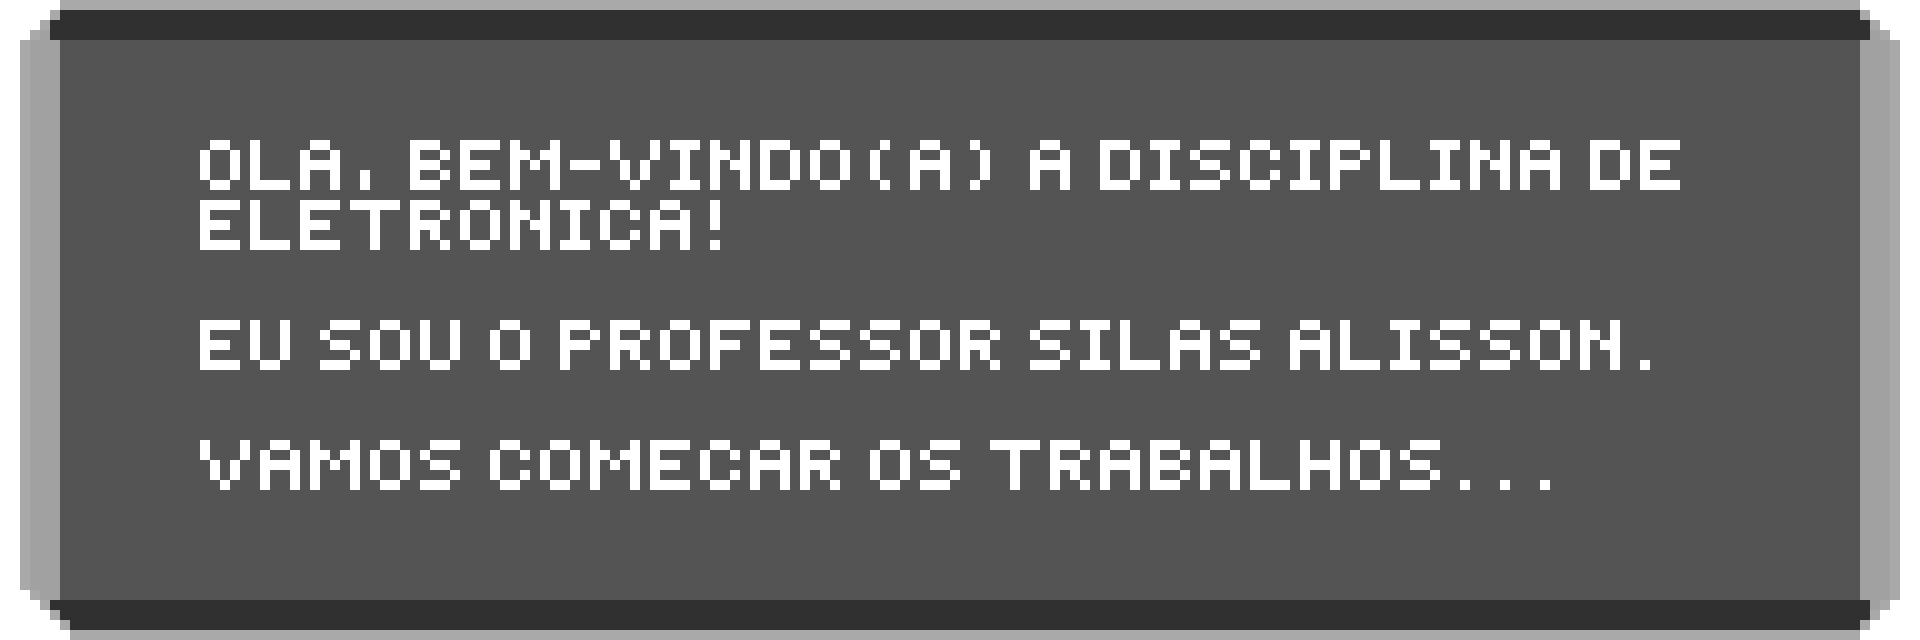 OLA, BEM-VINDO(A) A DISCIPLINA DE
ELETRONICA!
EU SOU O PROFESSOR SILAS ALISSON.
VAMOS COMECAR OS TRABALHOS...